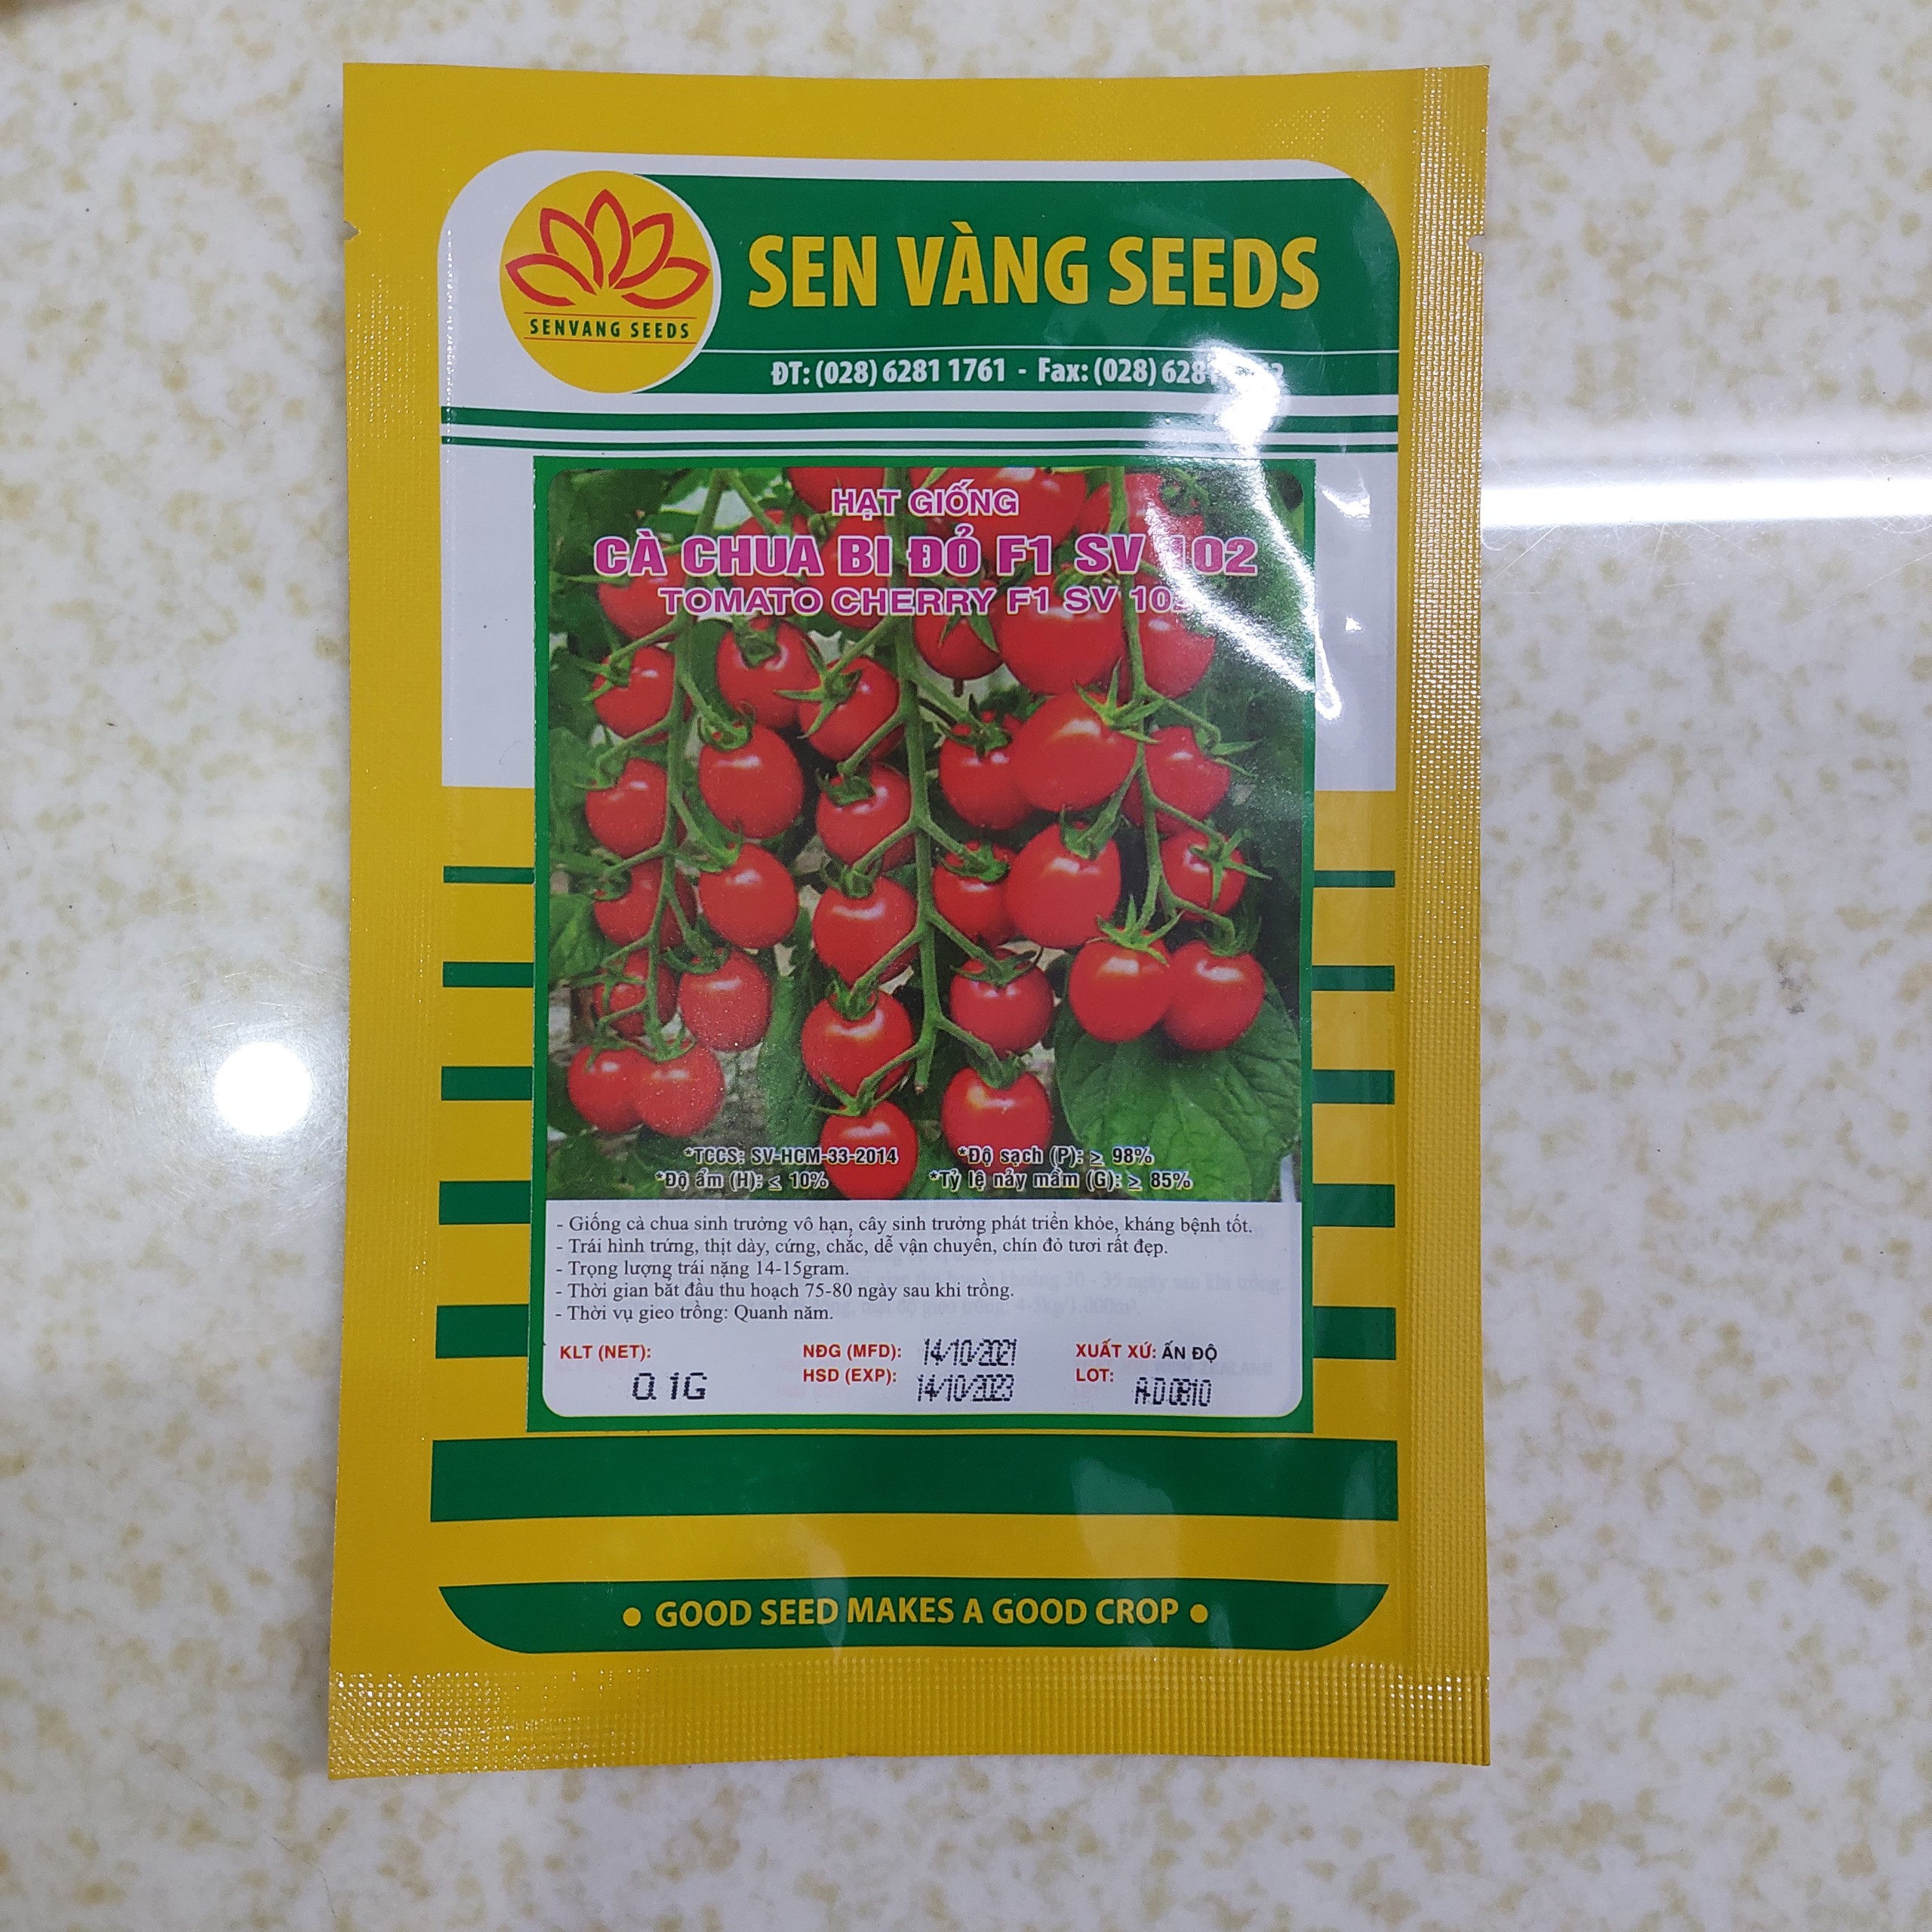 SENVANG SEEDS
SEN VÀNG SEEDS
ĐT: (028) 6281 1761 - Fax: (028)
HẠT GIỐNG
CÀ CHUA BI ĐỎ F1 SV 102
TOMATO CHERRY F1 SV
*TCCS: SV-HCM-33-2014 *Độ sạch (P): ≥ 98%
*Độ ẩm (H): ≤ 10% *Tỷ lệ nảy mầm (G): ≥ 85%
- Giống cà chua sinh trưởng vô hạn, cây sinh trưởng phát triển khỏe, kháng bệnh tốt.
- Trái hình trứng, thịt dày, cứng, chắc, dễ vận chuyển, chín đỏ tươi rất đẹp.
- Trọng lượng trái nặng 14-15gram.
- Thời gian bắt đầu thu hoạch 75-80 ngày sau khi trồng.
- Thời vụ gieo trồng: Quanh năm.
KLT (NET): NĐG (MFD): 14/10/2021 XUẤT XỨ: ẤN ĐỘ
0.1G HSD (EXP): 14/10/2023 LOT: A-D0810
• GOOD SEED MAKES A GOOD CROP •